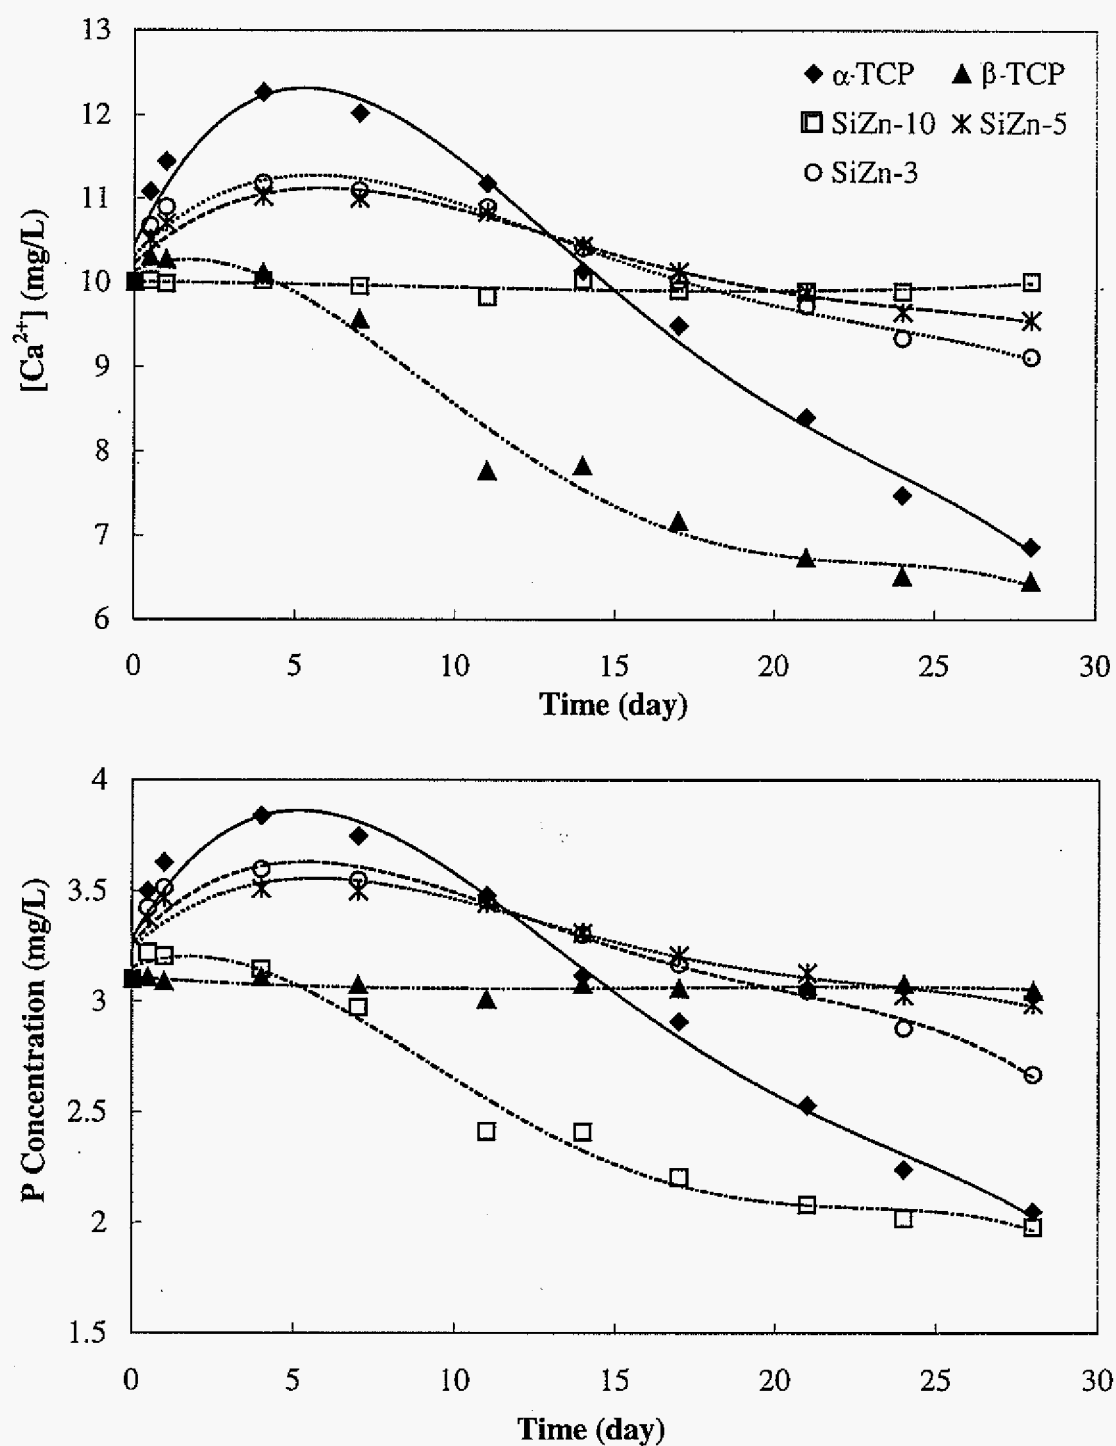 13
12
11
10
9
8
7
6
[Ca²⁺] (mg/L)
α-TCP β-TCP
SiZn-10 SiZn-5
SiZn-3
0 5 10 15 20 25 30
Time (day)
4
3.5
3
2.5
2
1.5
P Concentration (mg/L)
0 5 10 15 20 25 30
Time (day)